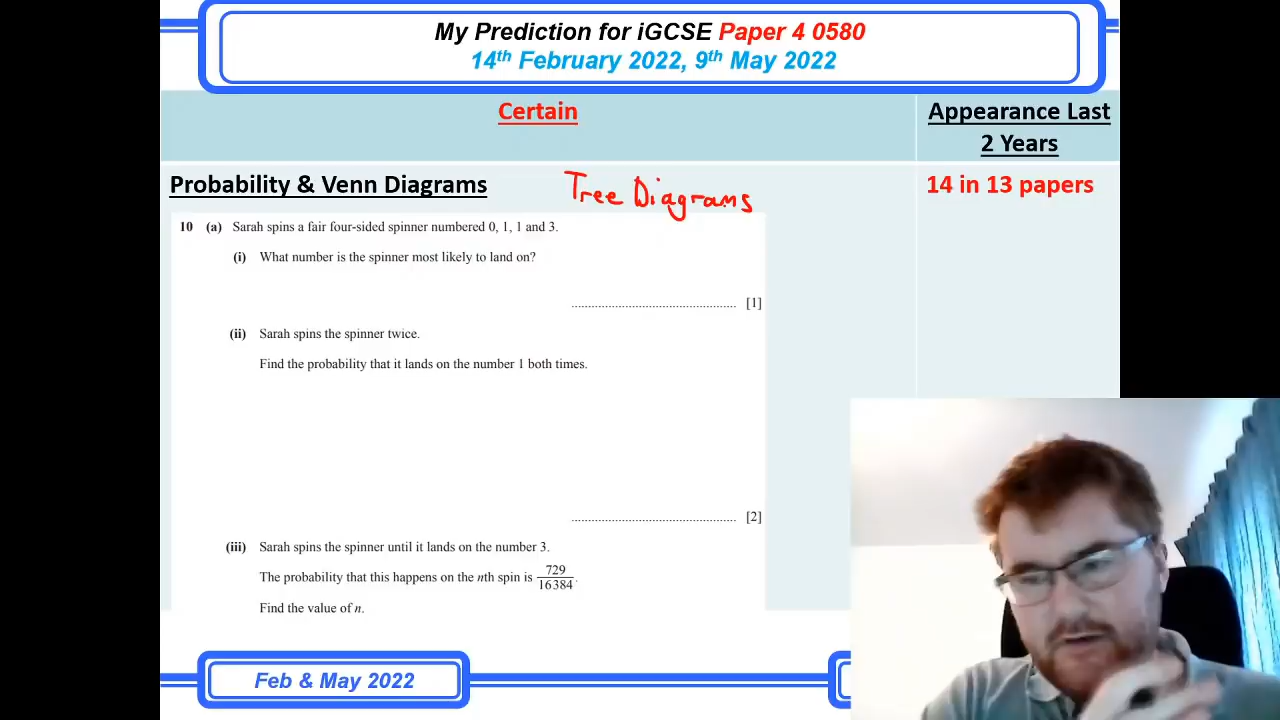 My Prediction for iGCSE Paper 4 0580
14th February 2022, 9th May 2022
Certain
Appearance Last
2 Years
Probability & Venn Diagrams
Tree Diagrams
14 in 13 papers
10 (a) Sarah spins a fair four-sided spinner numbered 0, 1, 1 and 3.
(i) What number is the spinner most likely to land on?
................................................. [1]
(ii) Sarah spins the spinner twice.
Find the probability that it lands on the number 1 both times.
................................................. [2]
(iii) Sarah spins the spinner until it lands on the number 3.
The probability that this happens on the nth spin is 729/16384.
Find the value of n.
Feb & May 2022